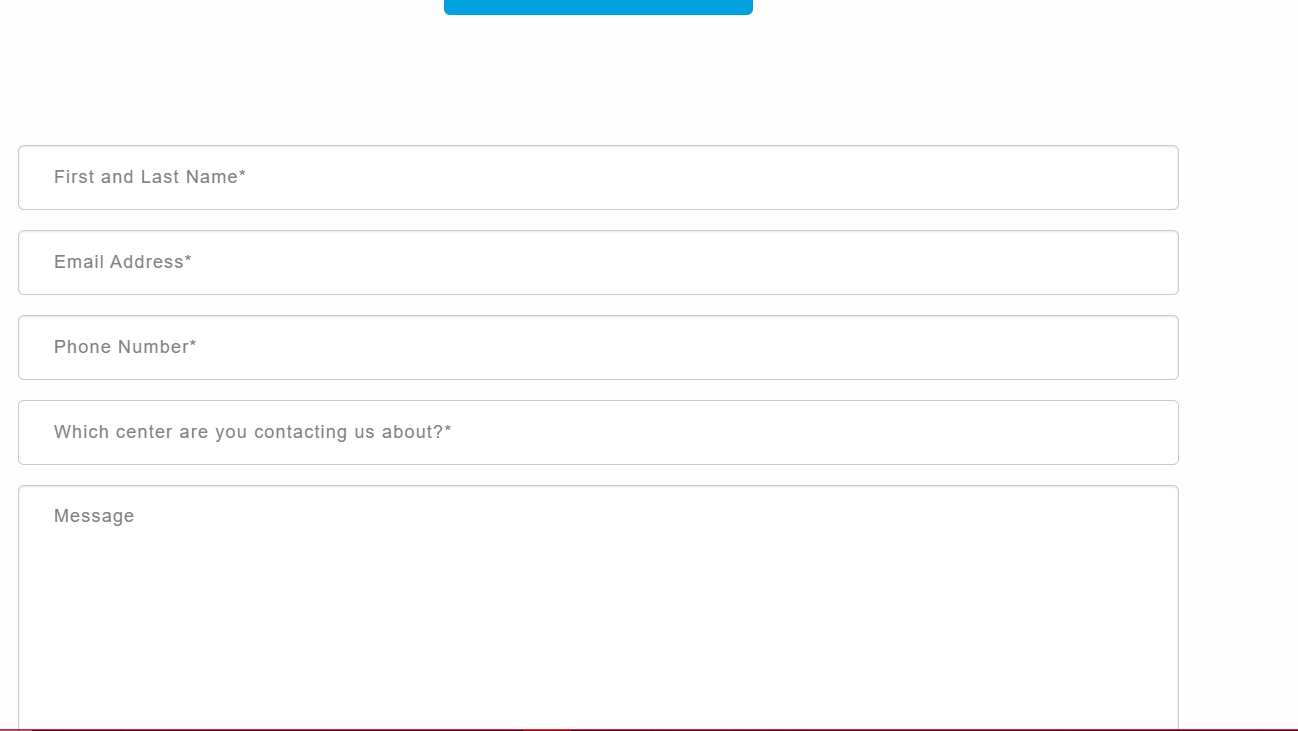 First and Last Name*
Email Address*
Phone Number*
Which center are you contacting us about?*
Message